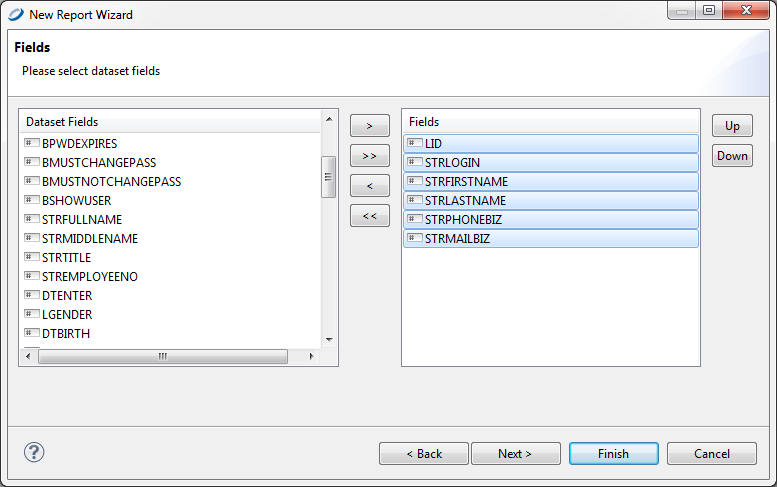 New Report Wizard
Fields
Please select dataset fields
Dataset Fields
BPWDEXPIRES
BMUSTCHANGEPASS
BMUSTNOTCHANGEPASS
BSHOWUSER
STRFULLNAME
STRMIDDLENAME
STRTITLE
STREMPLOYEENO
DTENTER
LGENDER
DTBIRTH
>
>>
<
<<
Fields
LID
STRLOGIN
STRFIRSTNAME
STRLASTNAME
STRPHONEBIZ
STRMAILBIZ
Up
Down
?
< Back
Next >
Finish
Cancel